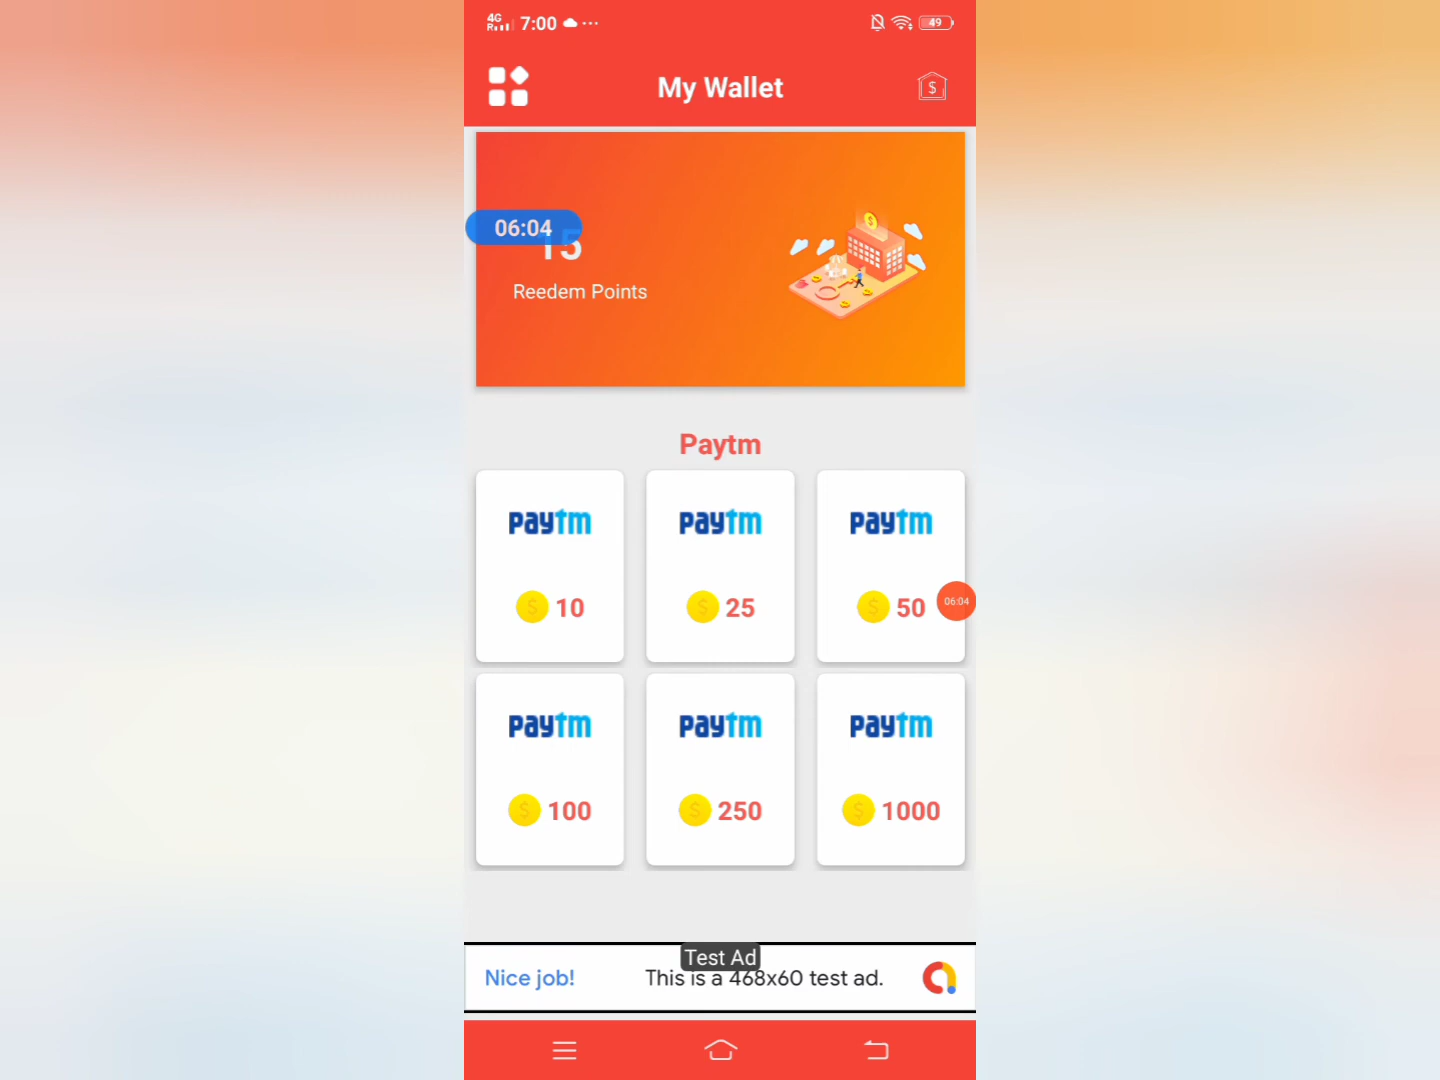 4G
R
7:00
49
My Wallet
$
06:04
15
Reedem Points
Paytm
paytm
paytm
paytm
$ 10
$ 25
$ 50
06:04
paytm
paytm
paytm
$ 100
$ 250
$ 1000
Test Ad
Nice job!
This is a 468x60 test ad.